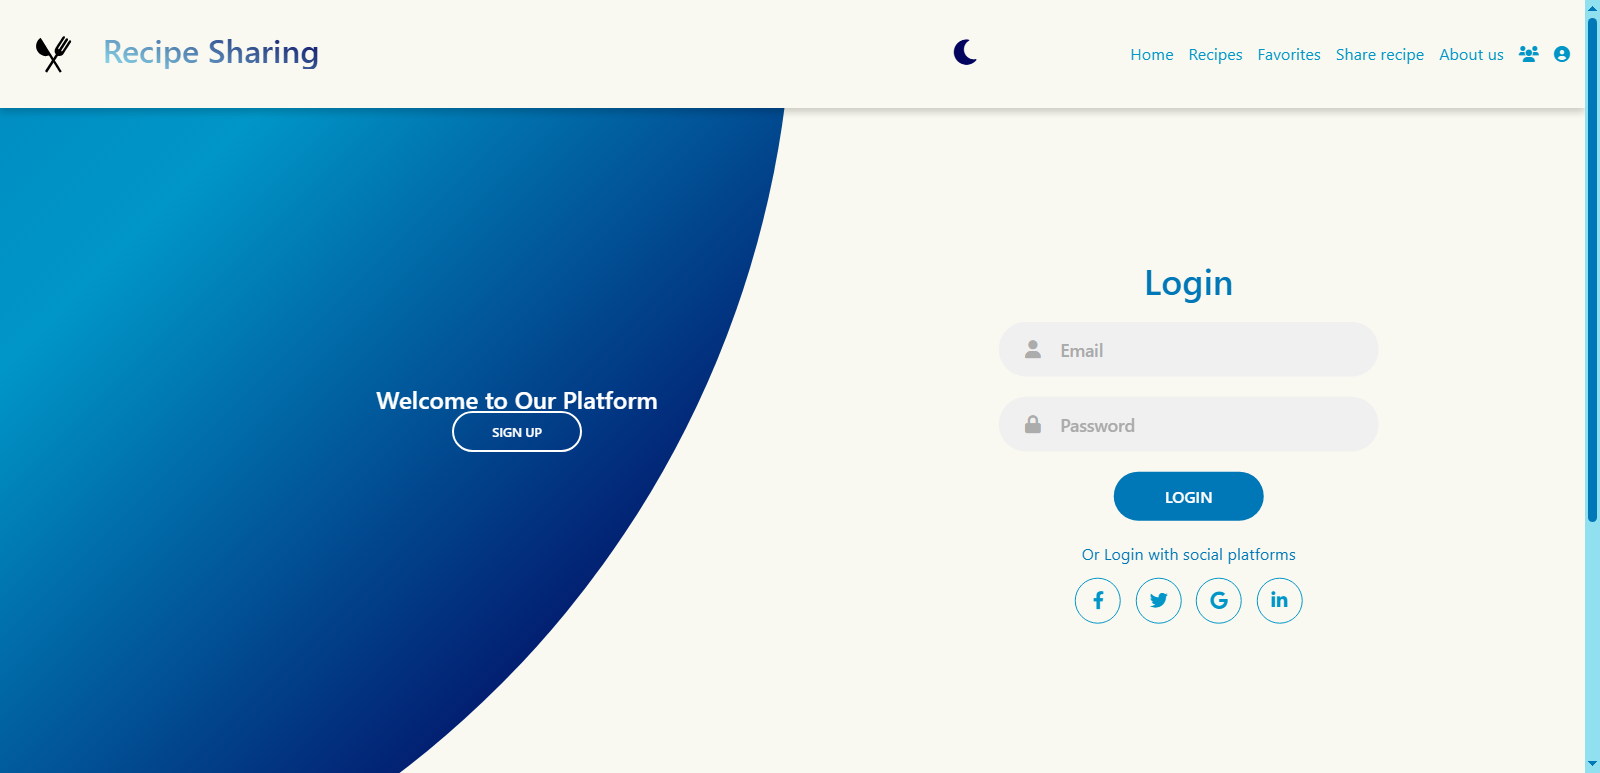 Recipe Sharing
Home Recipes Favorites Share recipe About us
Welcome to Our Platform
SIGN UP
Login
Email
Password
LOGIN
Or Login with social platforms